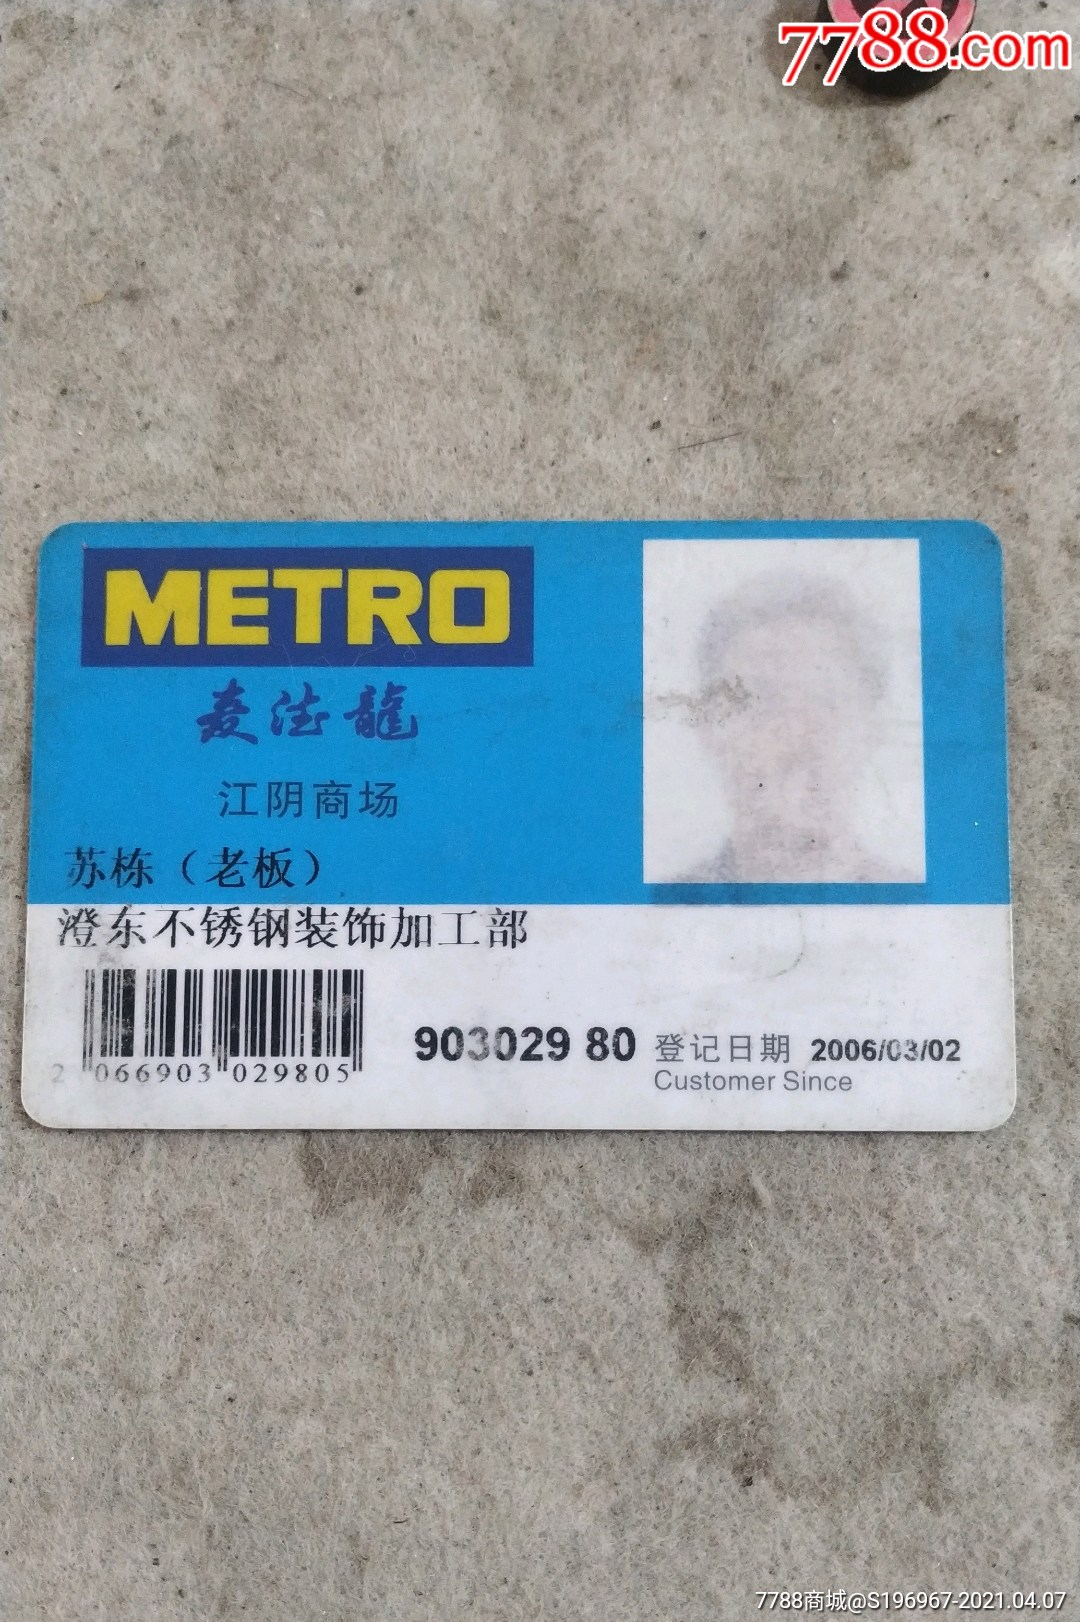 7788.com
METRO
麦德龍
江阴商场
苏栋（老板）
澄东不锈钢装饰加工部
2 066903 029805
903029 80 登记日期 2006/03/02
Customer Since
7788商城@S196967-2021.04.07